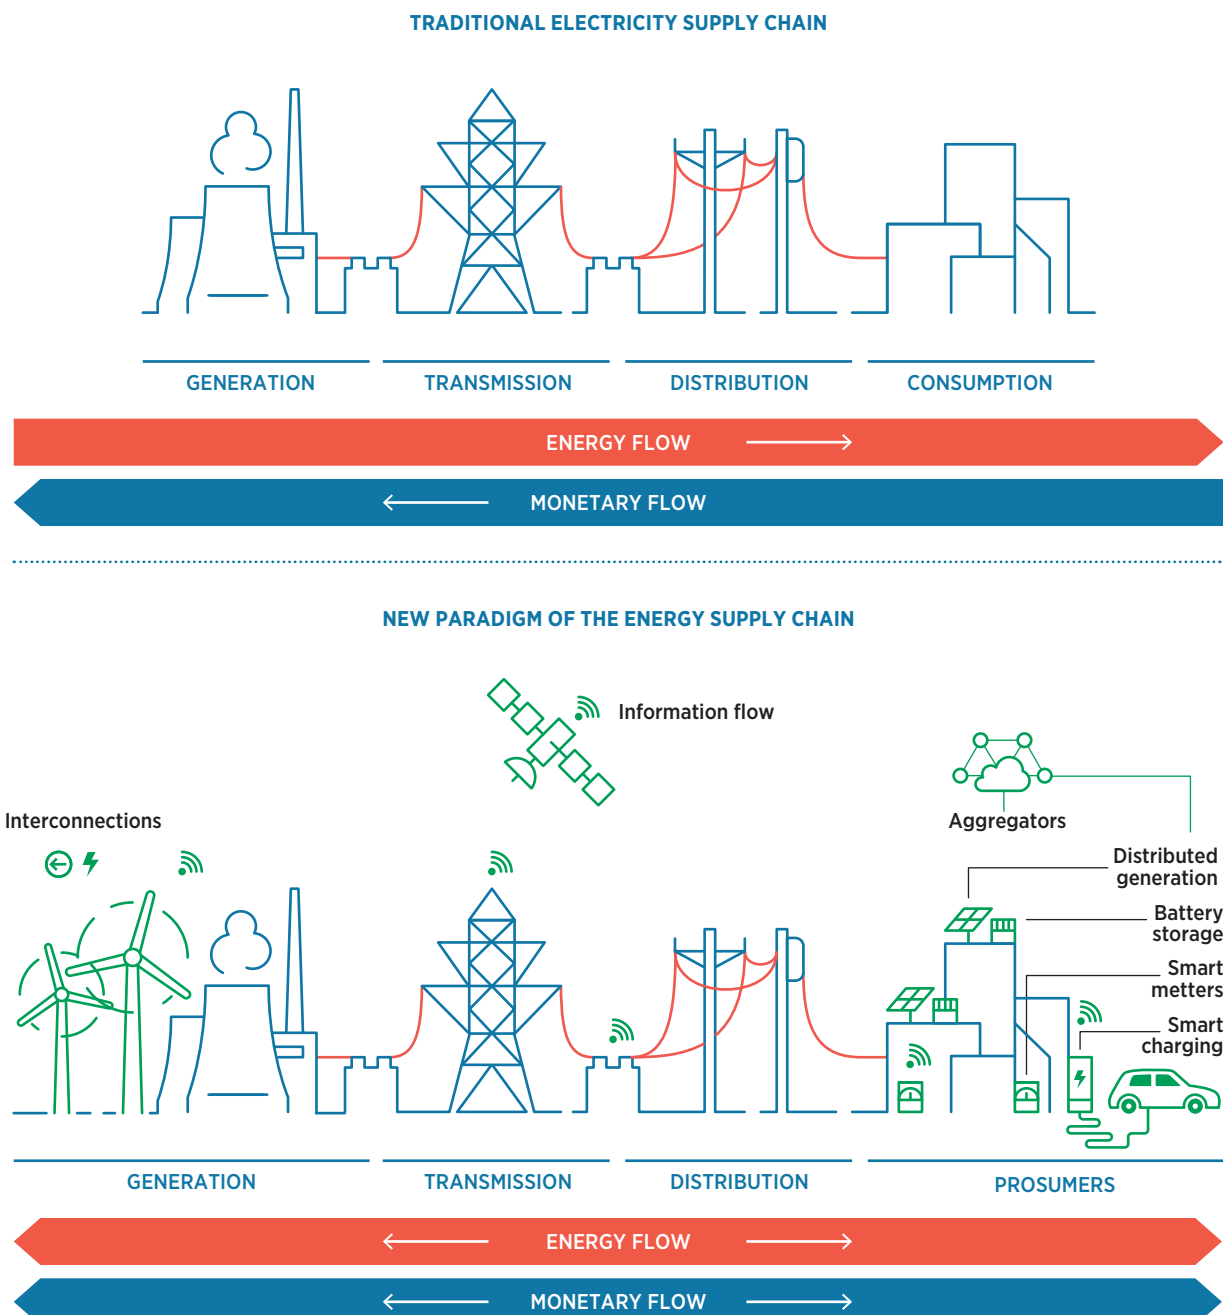 TRADITIONAL ELECTRICITY SUPPLY CHAIN
GENERATION
TRANSMISSION
DISTRIBUTION
CONSUMPTION
ENERGY FLOW
MONETARY FLOW
NEW PARADIGM OF THE ENERGY SUPPLY CHAIN
Information flow
Interconnections
Aggregators
Distributed
generation
Battery
storage
Smart
metters
Smart
charging
GENERATION
TRANSMISSION
DISTRIBUTION
PROSUMERS
ENERGY FLOW
MONETARY FLOW